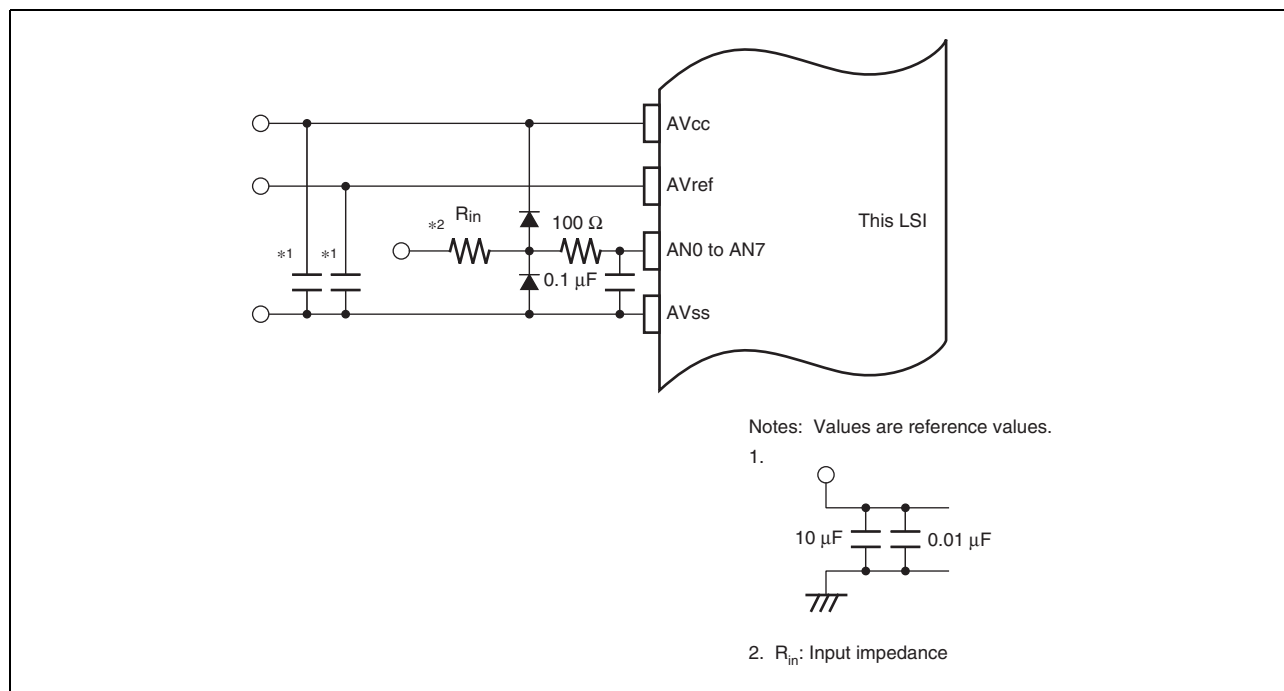 AVcc
AVref
This LSI
*2 Rin 100 Ω
AN0 to AN7
*1 *1
0.1 μF
AVss
Notes: Values are reference values.
1.
10 μF 0.01 μF
2. Rin: Input impedance